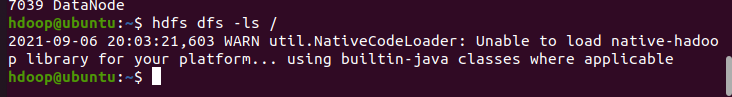 7039 DataNode
hdoop@ubuntu:~$ hdfs dfs -ls /
2021-09-06 20:03:21,603 WARN util.NativeCodeLoader: Unable to load native-hadoo
p library for your platform... using builtin-java classes where applicable
hdoop@ubuntu:~$